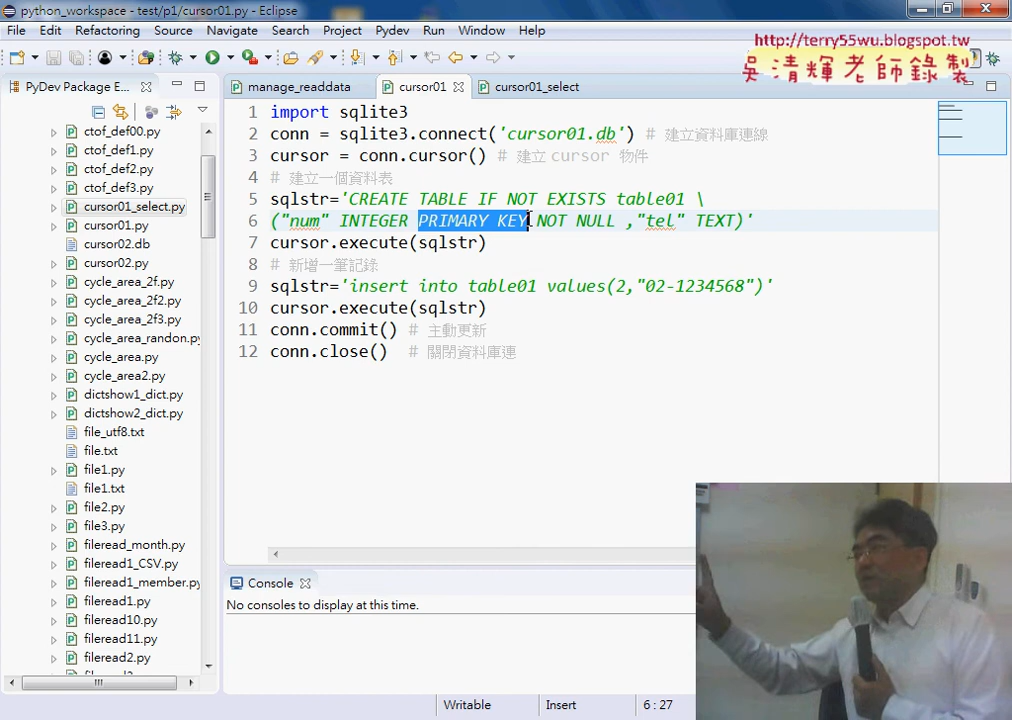 python_workspace - test/p1/cursor01.py - Eclipse
File Edit Refactoring Source Navigate Search Project Pydev Run Window Help
http://terry55wu.blogspot.tw
吳清輝老師錄製
PyDev Package E...
manage_readdata
cursor01
cursor01_select
ctof_def00.py
ctof_def1.py
ctof_def2.py
ctof_def3.py
cursor01_select.py
cursor01.py
cursor02.db
cursor02.py
cycle_area_2f.py
cycle_area_2f2.py
cycle_area_2f3.py
cycle_area_randon.py
cycle_area.py
cycle_area2.py
dictshow1_dict.py
dictshow2_dict.py
file_utf8.txt
file.txt
file1.py
file1.txt
file2.py
file3.py
fileread_month.py
fileread1_CSV.py
fileread1_member.py
fileread1.py
fileread10.py
fileread11.py
fileread2.py
1 import sqlite3
2 conn = sqlite3.connect('cursor01.db') # 建立資料庫連線
3 cursor = conn.cursor() # 建立 cursor 物件
4 # 建立一個資料表
5 sqlstr='CREATE TABLE IF NOT EXISTS table01 \
6 ("num" INTEGER PRIMARY KEY NOT NULL ,"tel" TEXT)'
7 cursor.execute(sqlstr)
8 # 新增一筆記錄
9 sqlstr='insert into table01 values(2,"02-1234568")'
10 cursor.execute(sqlstr)
11 conn.commit() # 主動更新
12 conn.close() # 關閉資料庫連
Console
No consoles to display at this time.
Writable Insert 6 : 27